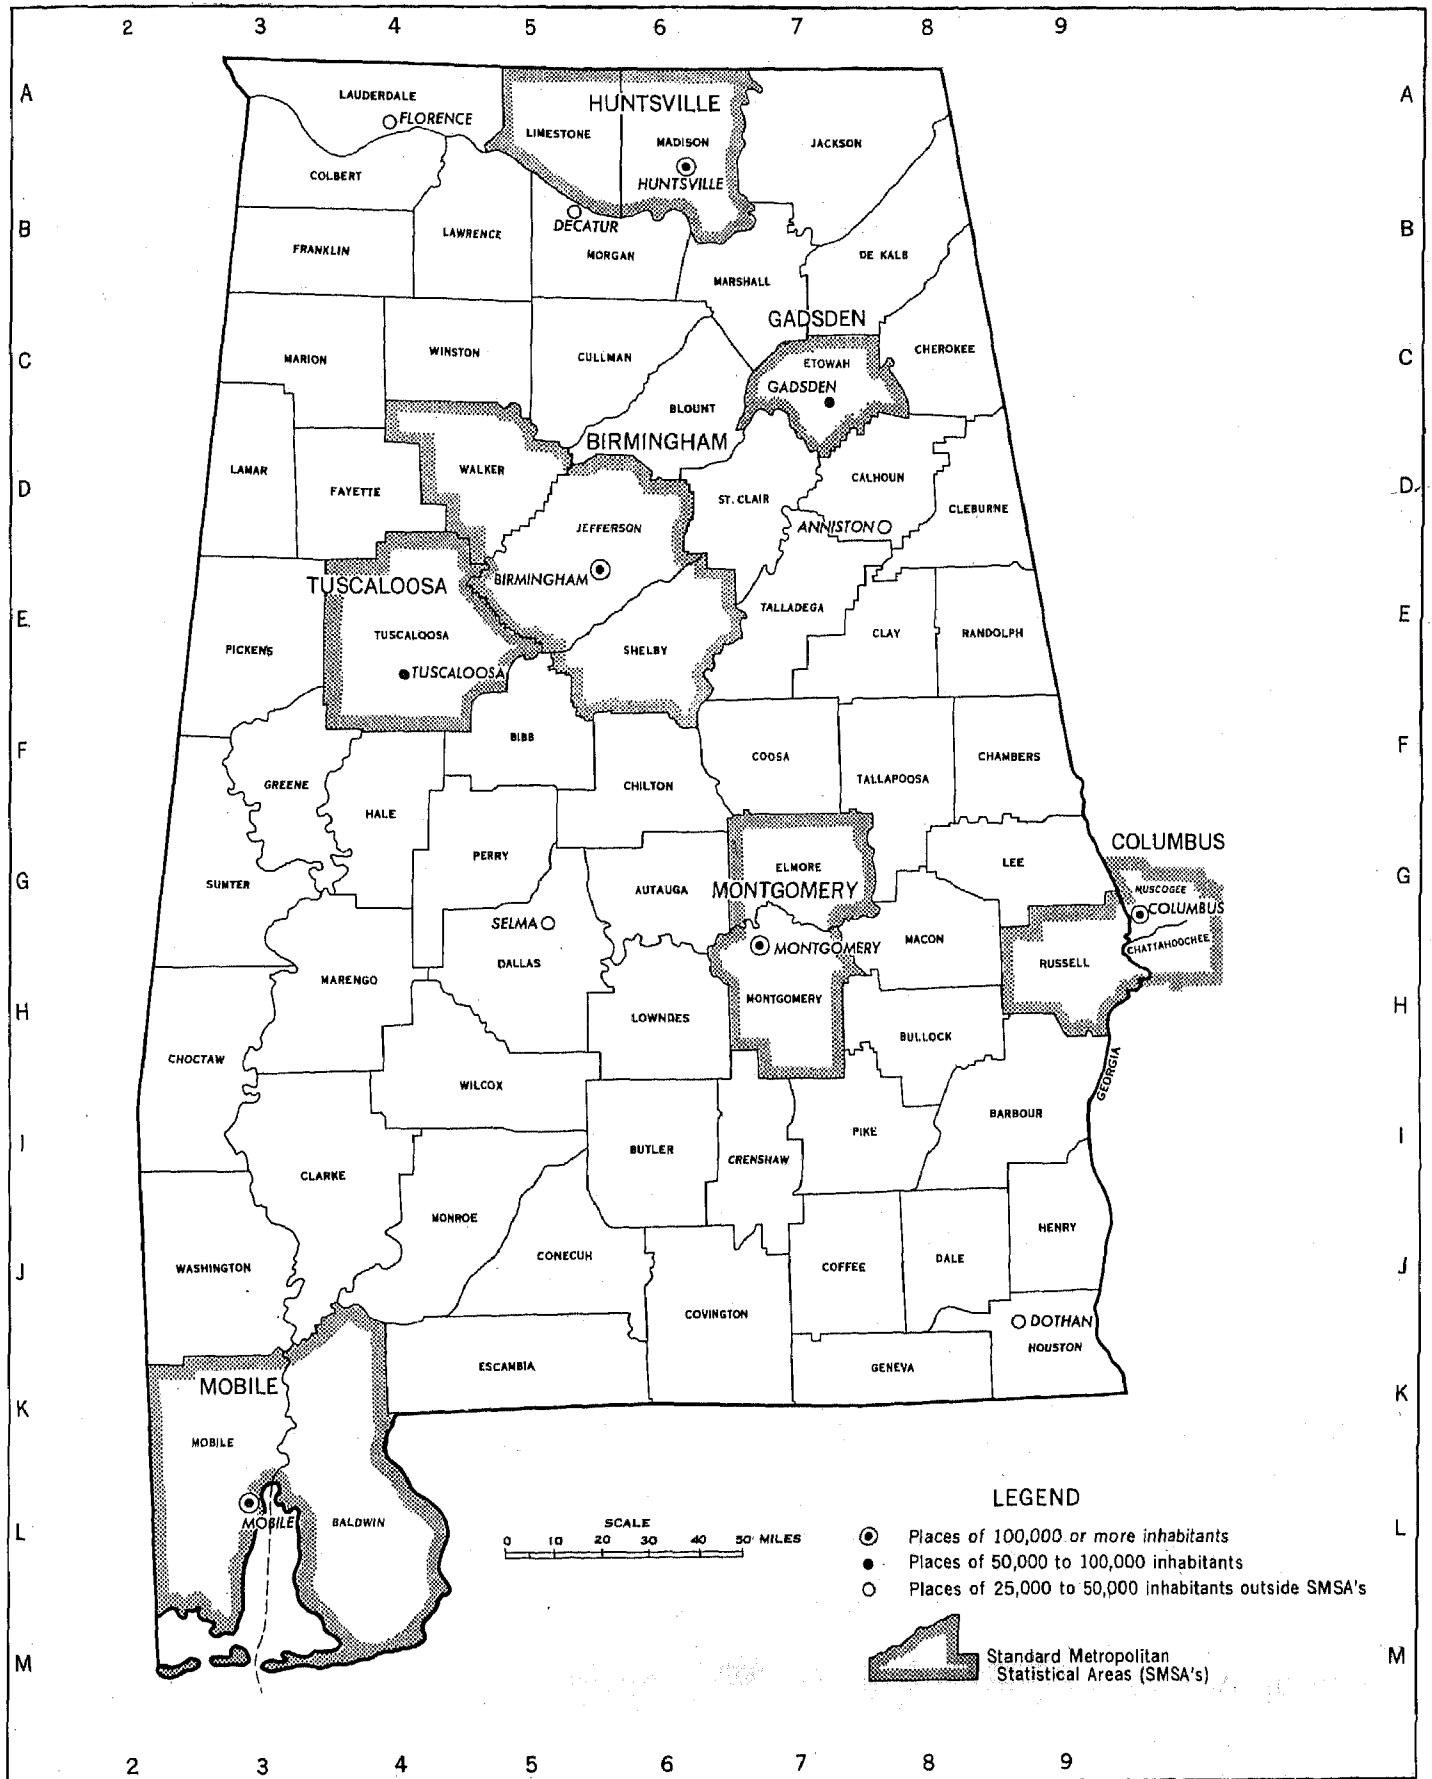 2 3 4 5 6 7 8 9
A A
LAUDERDALE
FLORENCE
HUNTSVILLE
LIMESTONE
MADISON
HUNTSVILLE
JACKSON
COLBERT
B B
FRANKLIN
LAWRENCE
DECATUR
MORGAN
MARSHALL
DE KALB
GADSDEN
C C
MARION
WINSTON
CULLMAN
ETOWAH
GADSDEN
CHEROKEE
BLOUNT
BIRMINGHAM
D D
LAMAR
FAYETTE
WALKER
JEFFERSON
ST. CLAIR
CALHOUN
ANNISTON
CLEBURNE
BIRMINGHAM
TUSCALOOSA
E E
PICKENS
TUSCALOOSA
TUSCALOOSA
SHELBY
TALLADEGA
CLAY
RANDOLPH
F F
BIBB
GREENE
HALE
CHILTON
COOSA
TALLAPOOSA
CHAMBERS
COLUMBUS
G G
SUMTER
PERRY
AUTAUGA
ELMORE
MONTGOMERY
LEE
MUSCOGEE
COLUMBUS
SELMA
DALLAS
MONTGOMERY
MACON
RUSSELL
CHATTAHOOCHEE
H H
MARENGO
LOWNDES
MONTGOMERY
BULLOCK
CHOCTAW
WILCOX
GEORGIA
BARBOUR
I I
CLARKE
BUTLER
CRENSHAW
PIKE
MONROE
HENRY
J J
WASHINGTON
CONECUH
COVINGTON
COFFEE
DALE
DOTHAN
HOUSTON
ESCAMBIA
GENEVA
K K
MOBILE
MOBILE
L L
MOBILE
BALDWIN
SCALE
0 10 20 30 40 50 MILES
LEGEND
Places of 100,000 or more inhabitants
Places of 50,000 to 100,000 inhabitants
Places of 25,000 to 50,000 inhabitants outside SMSA's
Standard Metropolitan
Statistical Areas (SMSA's)
M M
2 3 4 5 6 7 8 9